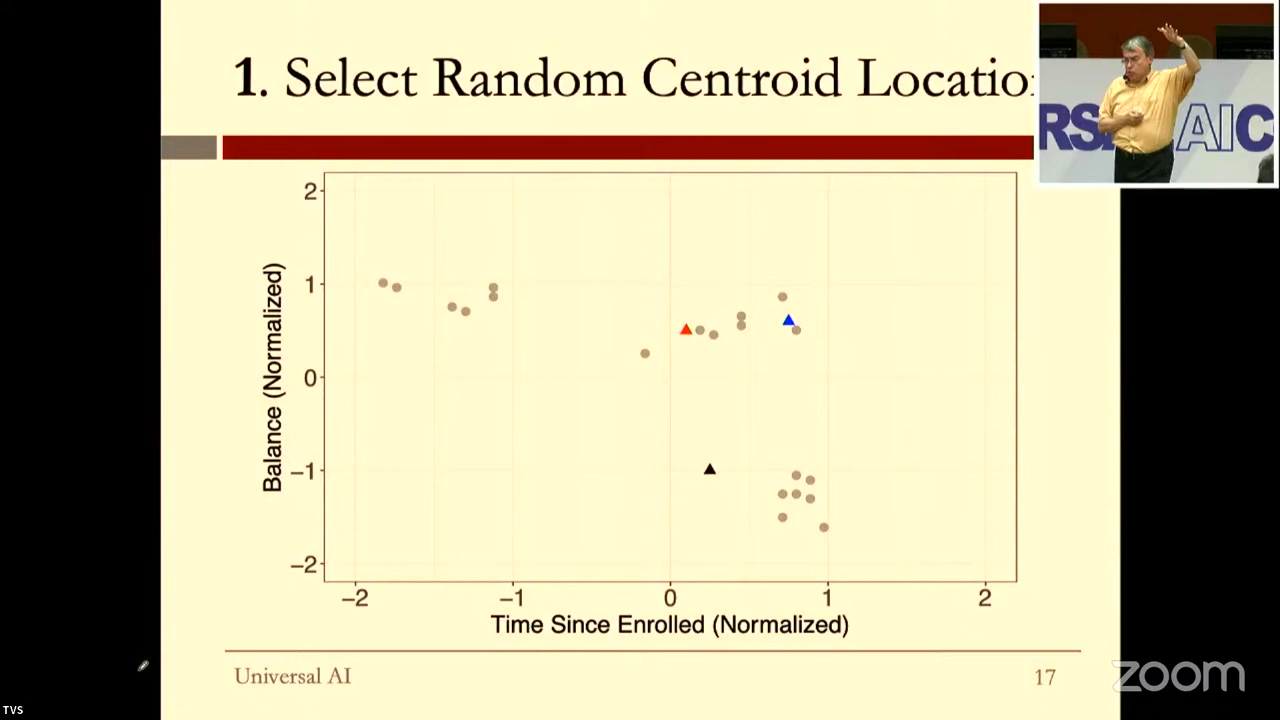 1. Select Random Centroid Locatio
RS
AIC
2
1
0
−1
−2
Balance (Normalized)
−2 −1 0 1 2
Time Since Enrolled (Normalized)
Universal AI
17
zoom
TVS